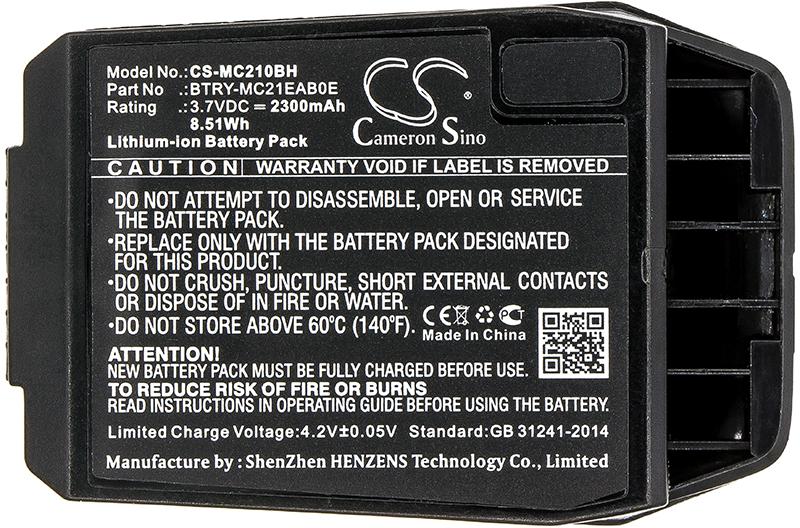 Model No.:CS-MC210BH
Part No .:BTRY-MC21EAB0E
Rating .:3.7VDC ⎓ 2300mAh
8.51Wh
Lithium-ion Battery Pack
CS
Cameron Sino
CAUTION WARRANTY VOID IF LABEL IS REMOVED
•DO NOT ATTEMPT TO DISASSEMBLE, OPEN OR SERVICE
THE BATTERY PACK.
•REPLACE ONLY WITH THE BATTERY PACK DESIGNATED
FOR THIS PRODUCT.
•DO NOT CRUSH, PUNCTURE, SHORT EXTERNAL CONTACTS
OR DISPOSE OF IN FIRE OR WATER.
•DO NOT STORE ABOVE 60°C (140°F).
CE
Made In China
ATTENTION!
NEW BATTERY PACK MUST BE FULLY CHARGED BEFORE USE.
TO REDUCE RISK OF FIRE OR BURNS
READ INSTRUCTIONS IN OPERATING GUIDE BEFORE USING THE BATTERY.
Limited Charge Voltage:4.2V±0.05V Standard:GB 31241-2014
Manufacture by : ShenZhen HENZENS Technology Co., Limited